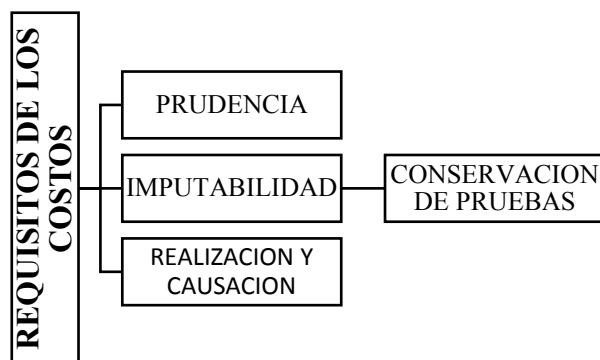 REQUISITOS DE LOS
COSTOS
PRUDENCIA
IMPUTABILIDAD
CONSERVACION
DE PRUEBAS
REALIZACION Y
CAUSACION